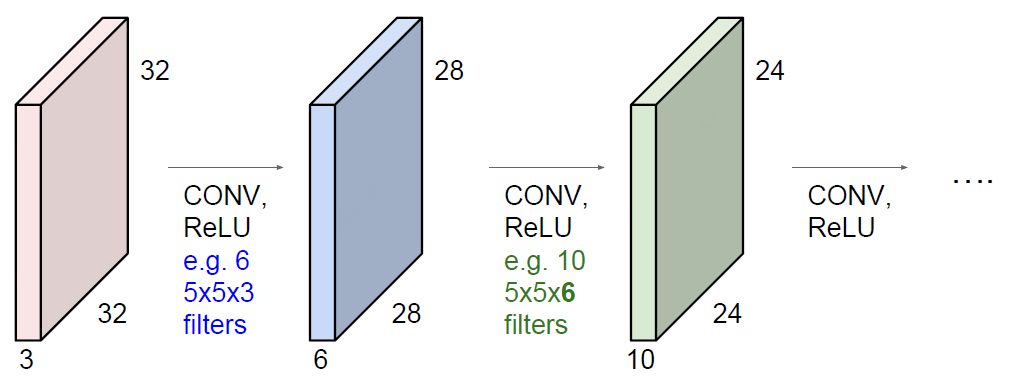 32
32
3
CONV,
ReLU
e.g. 6
5x5x3
filters
28
28
6
CONV,
ReLU
e.g. 10
5x5x6
filters
24
24
10
CONV,
ReLU
....